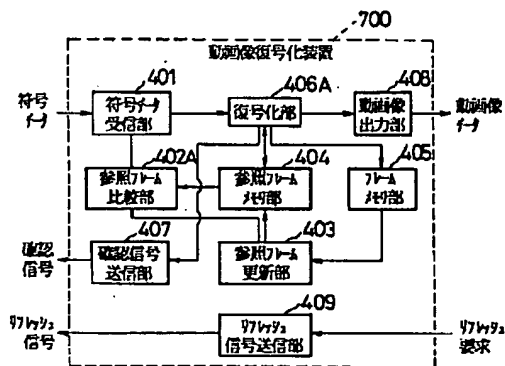 700
動画像復号化装置
401
406A
408
符号
データ
符号データ
受信部
復号化部
動画像
出力部
動画像
データ
402A
404
405
参照フレーム
比較部
参照フレーム
メモリ部
フレーム
メモリ部
407
403
確認
信号
確認信号
送信部
参照フレーム
更新部
409
リフレッシュ
信号
リフレッシュ
信号送信部
リフレッシュ
要求